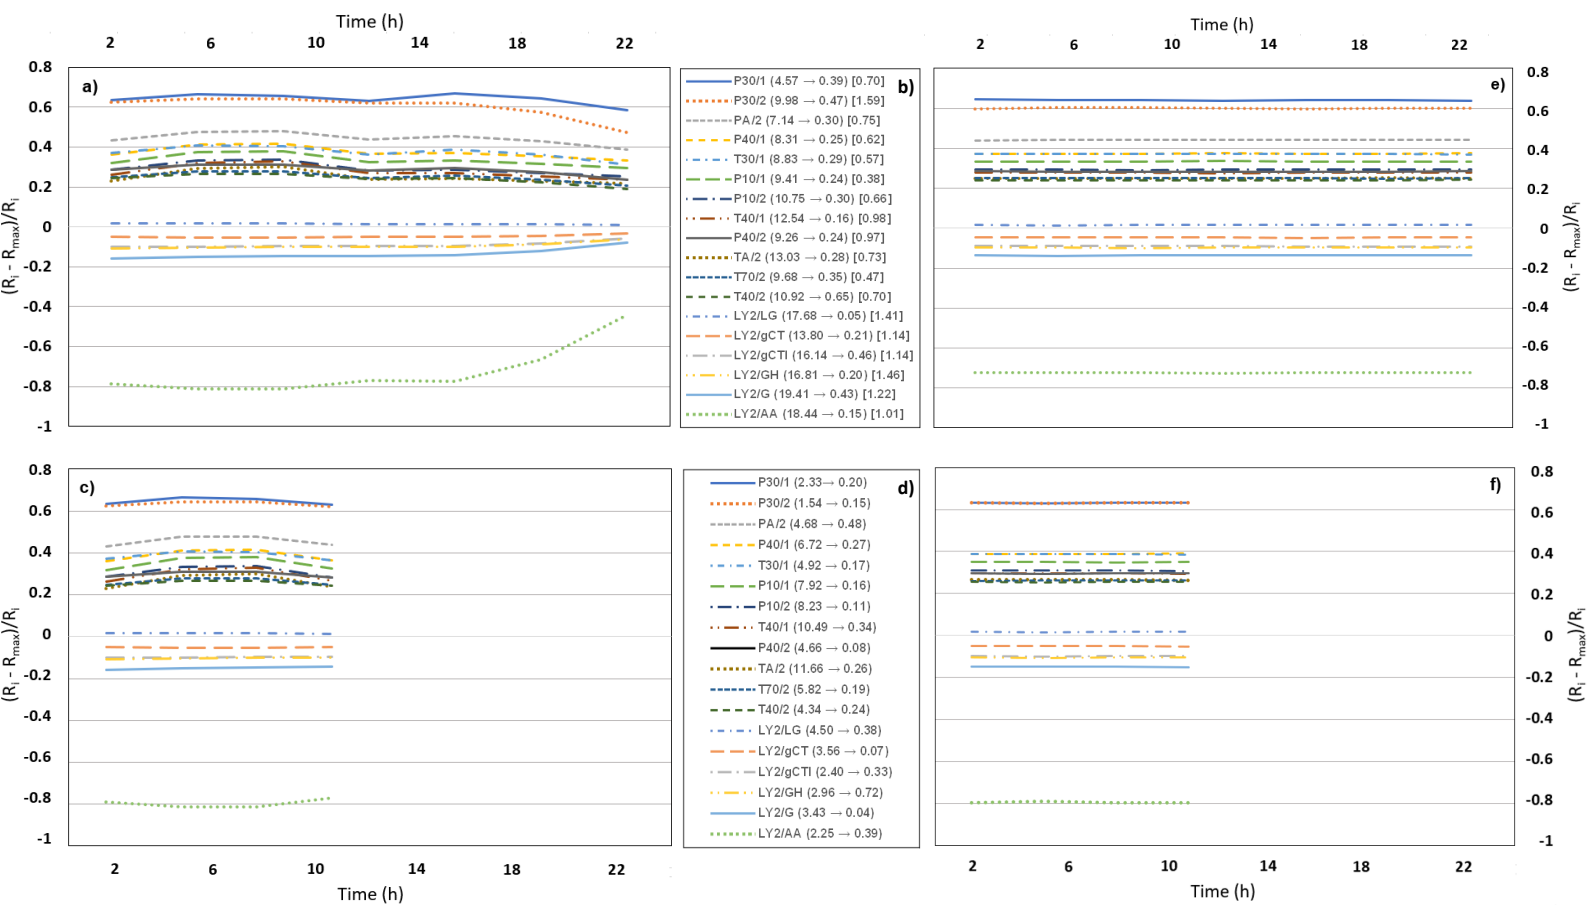 Time (h)
2 6 10 14 18 22
0.8
0.6
0.4
0.2
0
-0.2
-0.4
-0.6
-0.8
-1
(Ri - Rmax)/Ri
a)
b)
P30/1 (4.57 → 0.39) [0.70]
P30/2 (9.98 → 0.47) [1.59]
PA/2 (7.14 → 0.30) [0.75]
P40/1 (8.31 → 0.25) [0.62]
T30/1 (8.83 → 0.29) [0.57]
P10/1 (9.41 → 0.24) [0.38]
P10/2 (10.75 → 0.30) [0.66]
T40/1 (12.54 → 0.16) [0.98]
P40/2 (9.26 → 0.24) [0.97]
TA/2 (13.03 → 0.28) [0.73]
T70/2 (9.68 → 0.35) [0.47]
T40/2 (10.92 → 0.65) [0.70]
LY2/LG (17.68 → 0.05) [1.41]
LY2/gCT (13.80 → 0.21) [1.14]
LY2/gCTI (16.14 → 0.46) [1.14]
LY2/GH (16.81 → 0.20) [1.46]
LY2/G (19.41 → 0.43) [1.22]
LY2/AA (18.44 → 0.15) [1.01]
Time (h)
2 6 10 14 18 22
e)
0.8
0.6
0.4
0.2
0
-0.2
-0.4
-0.6
-0.8
-1
(Ri - Rmax)/Ri
0.8
0.6
0.4
0.2
0
-0.2
-0.4
-0.6
-0.8
-1
(Ri - Rmax)/Ri
c)
2 6 10 14 18 22
Time (h)
d)
P30/1 (2.33→ 0.20)
P30/2 (1.54 → 0.15)
PA/2 (4.68 → 0.48)
P40/1 (6.72 → 0.27)
T30/1 (4.92 → 0.17)
P10/1 (7.92 → 0.16)
P10/2 (8.23 → 0.11)
T40/1 (10.49 → 0.34)
P40/2 (4.66 → 0.08)
TA/2 (11.66 → 0.26)
T70/2 (5.82 → 0.19)
T40/2 (4.34 → 0.24)
LY2/LG (4.50 → 0.38)
LY2/gCT (3.56 → 0.07)
LY2/gCTI (2.40 → 0.33)
LY2/GH (2.96 → 0.72)
LY2/G (3.43 → 0.04)
LY2/AA (2.25 → 0.39)
f)
0.8
0.6
0.4
0.2
0
-0.2
-0.4
-0.6
-0.8
-1
(Ri - Rmax)/Ri
2 6 10 14 18 22
Time (h)